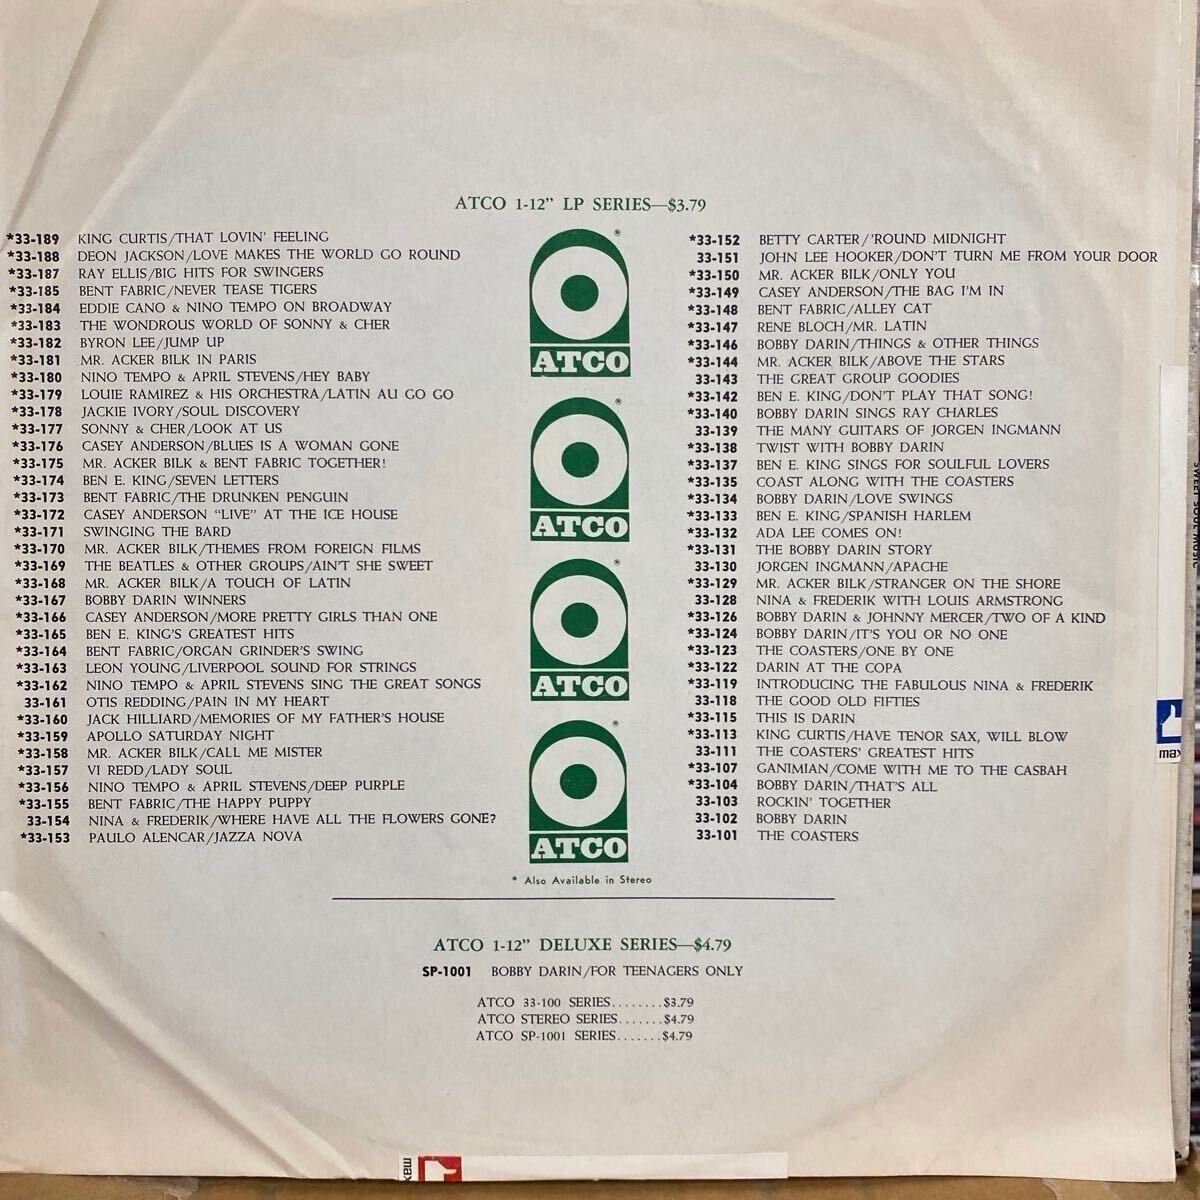 ATCO 1-12" LP SERIES—$3.79
*33-189 KING CURTIS/THAT LOVIN' FEELING
*33-188 DEON JACKSON/LOVE MAKES THE WORLD GO ROUND
*33-187 RAY ELLIS/BIG HITS FOR SWINGERS
*33-185 BENT FABRIC/NEVER TEASE TIGERS
*33-184 EDDIE CANO & NINO TEMPO ON BROADWAY
*33-183 THE WONDROUS WORLD OF SONNY & CHER
*33-182 BYRON LEE/JUMP UP
*33-181 MR. ACKER BILK IN PARIS
*33-180 NINO TEMPO & APRIL STEVENS/HEY BABY
*33-179 LOUIE RAMIREZ & HIS ORCHESTRA/LATIN AU GO GO
*33-178 JACKIE IVORY/SOUL DISCOVERY
*33-177 SONNY & CHER/LOOK AT US
*33-176 CASEY ANDERSON/BLUES IS A WOMAN GONE
*33-175 MR. ACKER BILK & BENT FABRIC TOGETHER!
*33-174 BEN E. KING/SEVEN LETTERS
*33-173 BENT FABRIC/THE DRUNKEN PENGUIN
*33-172 CASEY ANDERSON "LIVE" AT THE ICE HOUSE
*33-171 SWINGING THE BARD
*33-170 MR. ACKER BILK/THEMES FROM FOREIGN FILMS
*33-169 THE BEATLES & OTHER GROUPS/AIN'T SHE SWEET
*33-168 MR. ACKER BILK/A TOUCH OF LATIN
*33-167 BOBBY DARIN WINNERS
*33-166 CASEY ANDERSON/MORE PRETTY GIRLS THAN ONE
*33-165 BEN E. KING'S GREATEST HITS
*33-164 BENT FABRIC/ORGAN GRINDER'S SWING
*33-163 LEON YOUNG/LIVERPOOL SOUND FOR STRINGS
*33-162 NINO TEMPO & APRIL STEVENS SING THE GREAT SONGS
33-161 OTIS REDDING/PAIN IN MY HEART
*33-160 JACK HILLIARD/MEMORIES OF MY FATHER'S HOUSE
*33-159 APOLLO SATURDAY NIGHT
*33-158 MR. ACKER BILK/CALL ME MISTER
*33-157 VI REDD/LADY SOUL
*33-156 NINO TEMPO & APRIL STEVENS/DEEP PURPLE
*33-155 BENT FABRIC/THE HAPPY PUPPY
33-154 NINA & FREDERIK/WHERE HAVE ALL THE FLOWERS GONE?
*33-153 PAULO ALENCAR/JAZZA NOVA
®
ATCO
®
ATCO
®
ATCO
®
ATCO
* Also Available in Stereo
*33-152 BETTY CARTER/'ROUND MIDNIGHT
33-151 JOHN LEE HOOKER/DON'T TURN ME FROM YOUR DOOR
*33-150 MR. ACKER BILK/ONLY YOU
*33-149 CASEY ANDERSON/THE BAG I'M IN
*33-148 BENT FABRIC/ALLEY CAT
*33-147 RENE BLOCH/MR. LATIN
*33-146 BOBBY DARIN/THINGS & OTHER THINGS
*33-144 MR. ACKER BILK/ABOVE THE STARS
33-143 THE GREAT GROUP GOODIES
*33-142 BEN E. KING/DON'T PLAY THAT SONG!
*33-140 BOBBY DARIN SINGS RAY CHARLES
33-139 THE MANY GUITARS OF JORGEN INGMANN
*33-138 TWIST WITH BOBBY DARIN
*33-137 BEN E. KING SINGS FOR SOULFUL LOVERS
*33-135 COAST ALONG WITH THE COASTERS
*33-134 BOBBY DARIN/LOVE SWINGS
*33-133 BEN E. KING/SPANISH HARLEM
*33-132 ADA LEE COMES ON!
*33-131 THE BOBBY DARIN STORY
33-130 JORGEN INGMANN/APACHE
*33-129 MR. ACKER BILK/STRANGER ON THE SHORE
33-128 NINA & FREDERIK WITH LOUIS ARMSTRONG
*33-126 BOBBY DARIN & JOHNNY MERCER/TWO OF A KIND
*33-124 BOBBY DARIN/IT'S YOU OR NO ONE
*33-123 THE COASTERS/ONE BY ONE
*33-122 DARIN AT THE COPA
*33-119 INTRODUCING THE FABULOUS NINA & FREDERIK
33-118 THE GOOD OLD FIFTIES
*33-115 THIS IS DARIN
*33-113 KING CURTIS/HAVE TENOR SAX, WILL BLOW
33-111 THE COASTERS' GREATEST HITS
*33-107 GANIMIAN/COME WITH ME TO THE CASBAH
*33-104 BOBBY DARIN/THAT'S ALL
33-103 ROCKIN' TOGETHER
33-102 BOBBY DARIN
33-101 THE COASTERS
ATCO 1-12" DELUXE SERIES—$4.79
SP-1001 BOBBY DARIN/FOR TEENAGERS ONLY
ATCO 33-100 SERIES........$3.79
ATCO STEREO SERIES.......$4.79
ATCO SP-1001 SERIES.......$4.79
max
max
SWEET SOUL MUSIC